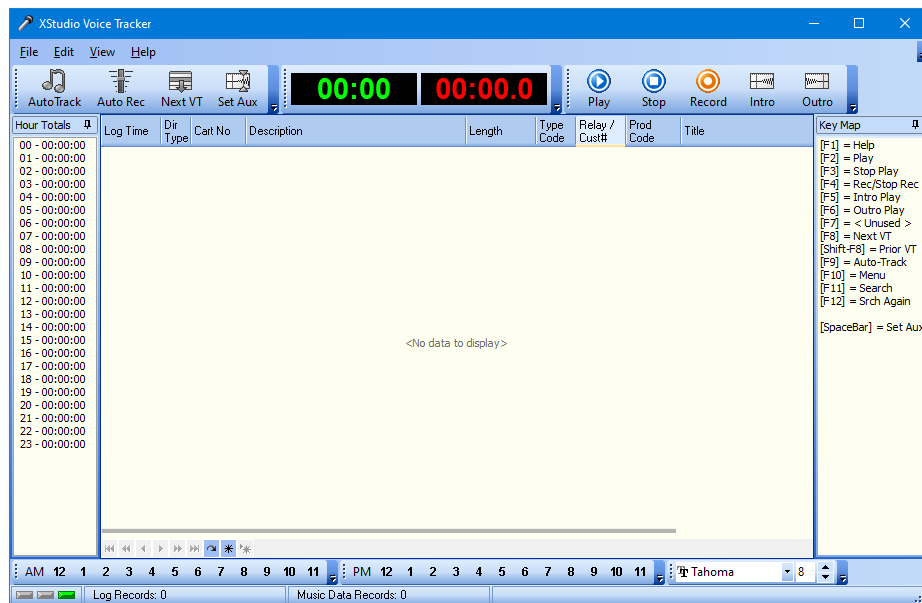 XStudio Voice Tracker
File Edit View Help
AutoTrack Auto Rec Next VT Set Aux
00:00 00:00.0
Play Stop Record Intro Outro
Hour Totals
00 - 00:00:00
01 - 00:00:00
02 - 00:00:00
03 - 00:00:00
04 - 00:00:00
05 - 00:00:00
06 - 00:00:00
07 - 00:00:00
08 - 00:00:00
09 - 00:00:00
10 - 00:00:00
11 - 00:00:00
12 - 00:00:00
13 - 00:00:00
14 - 00:00:00
15 - 00:00:00
16 - 00:00:00
17 - 00:00:00
18 - 00:00:00
19 - 00:00:00
20 - 00:00:00
21 - 00:00:00
22 - 00:00:00
23 - 00:00:00
Log Time
Dir
Type
Cart No
Description
Length
Type
Code
Relay /
Cust#
Prod
Code
Title
<No data to display>
Key Map
[F1] = Help
[F2] = Play
[F3] = Stop Play
[F4] = Rec/Stop Rec
[F5] = Intro Play
[F6] = Outro Play
[F7] = < Unused >
[F8] = Next VT
[Shift-F8] = Prior VT
[F9] = Auto-Track
[F10] = Menu
[F11] = Search
[F12] = Srch Again
[SpaceBar] = Set Aux
AM 12 1 2 3 4 5 6 7 8 9 10 11
PM 12 1 2 3 4 5 6 7 8 9 10 11
Tahoma 8
Log Records: 0
Music Data Records: 0